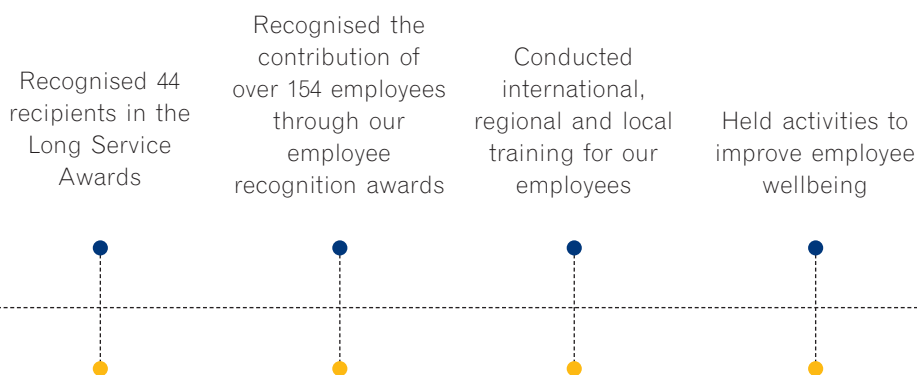 Recognised 44
recipients in the
Long Service
Awards
Recognised the
contribution of
over 154 employees
through our
employee
recognition awards
Conducted
international,
regional and local
training for our
employees
Held activities to
improve employee
wellbeing